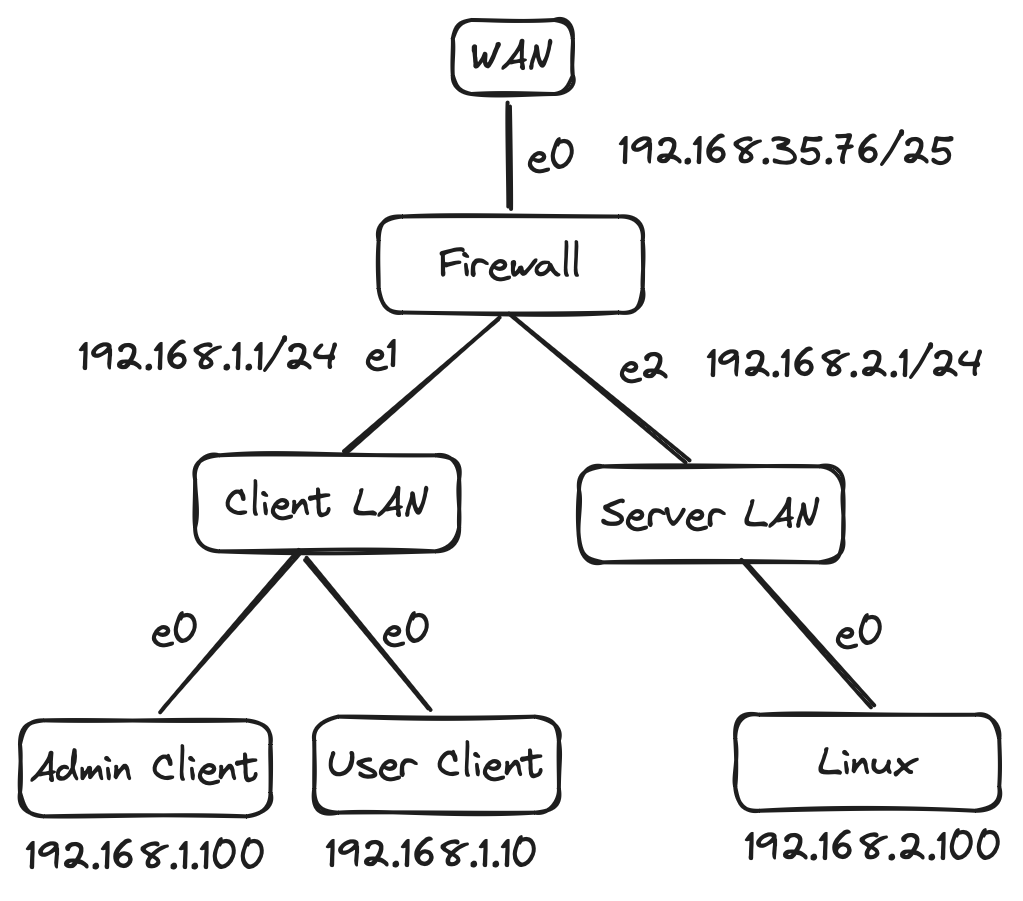 WAN
e0 192.168.35.76/25
Firewall
192.168.1.1/24 e1
e2 192.168.2.1/24
Client LAN
Server LAN
e0
e0
e0
Admin Client
User Client
Linux
192.168.1.100
192.168.1.10
192.168.2.100